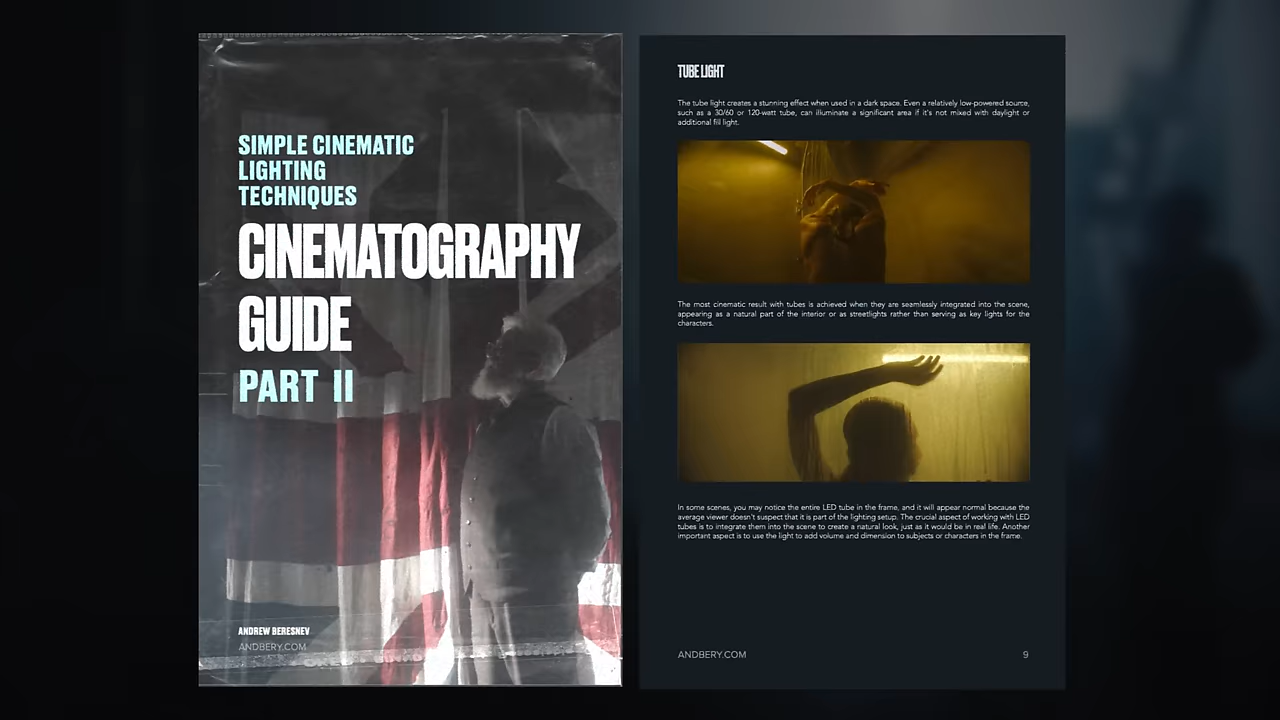 SIMPLE CINEMATIC
LIGHTING
TECHNIQUES
CINEMATOGRAPHY
GUIDE
PART II
ANDREW BERESNEV
ANDBERY.COM
TUBE LIGHT
The tube light creates a stunning effect when used in a dark space. Even a relatively low-powered source,
such as a 30/60 or 120-watt tube, can illuminate a significant area if it's not mixed with daylight or
additional fill light.
The most cinematic result with tubes is achieved when they are seamlessly integrated into the scene,
appearing as a natural part of the interior or as streetlights rather than serving as key lights for the
characters.
In some scenes, you may notice the entire LED tube in the frame, and it will appear normal because the
average viewer doesn't suspect that it is part of the lighting setup. The crucial aspect of working with LED
tubes is to integrate them into the scene to create a natural look, just as it would be in real life. Another
important aspect is to use the light to add volume and dimension to subjects or characters in the frame.
ANDBERY.COM
9